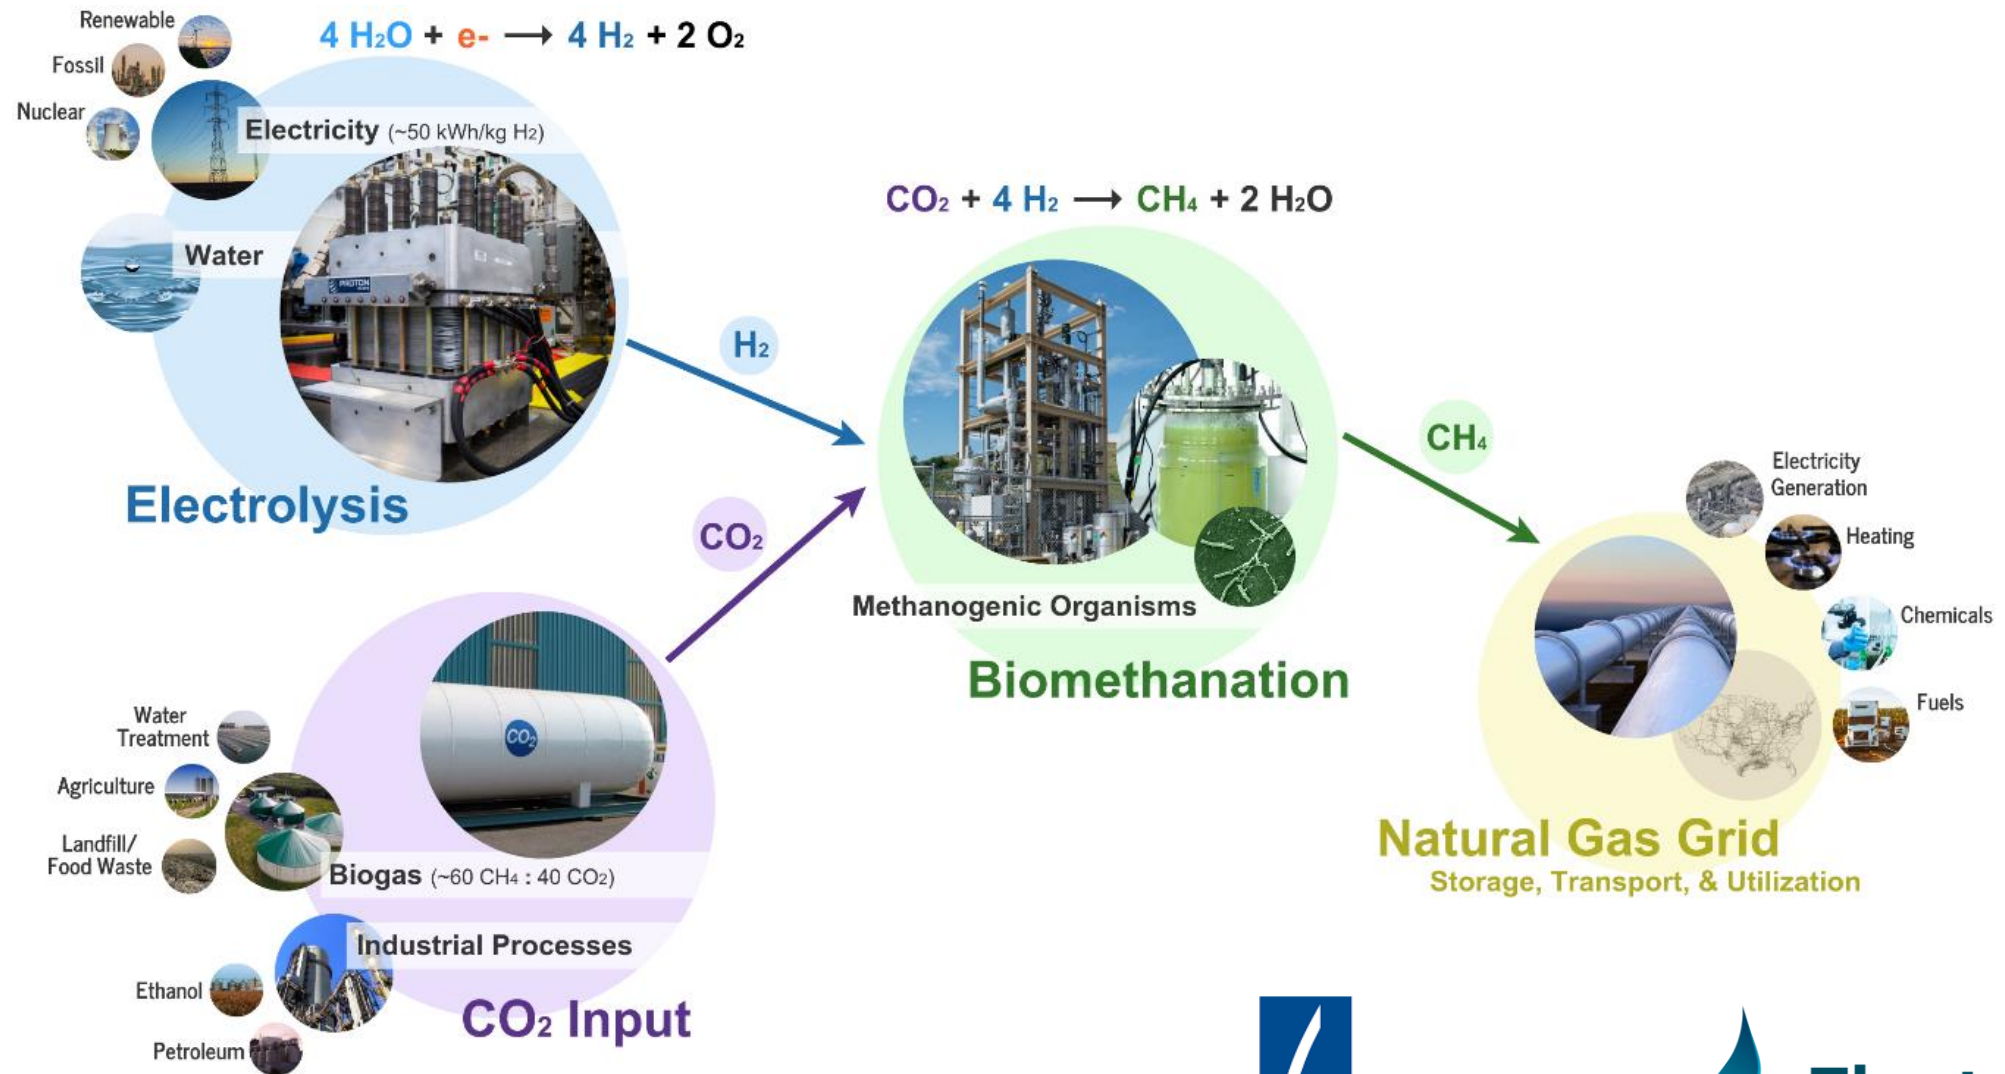 Renewable
Fossil
Nuclear
4 H₂O + e- → 4 H₂ + 2 O₂
Electricity (~50 kWh/kg H₂)
Water
PROTON
Electrolysis
H₂
CO₂
CO₂ + 4 H₂ → CH₄ + 2 H₂O
Methanogenic Organisms
Biomethanation
CH₄
Electricity
Generation
Heating
Chemicals
Fuels
Natural Gas Grid
Storage, Transport, & Utilization
Water
Treatment
Agriculture
Landfill/
Food Waste
CO₂
Biogas (~60 CH₄ : 40 CO₂)
Industrial Processes
Ethanol
Petroleum
CO₂ Input